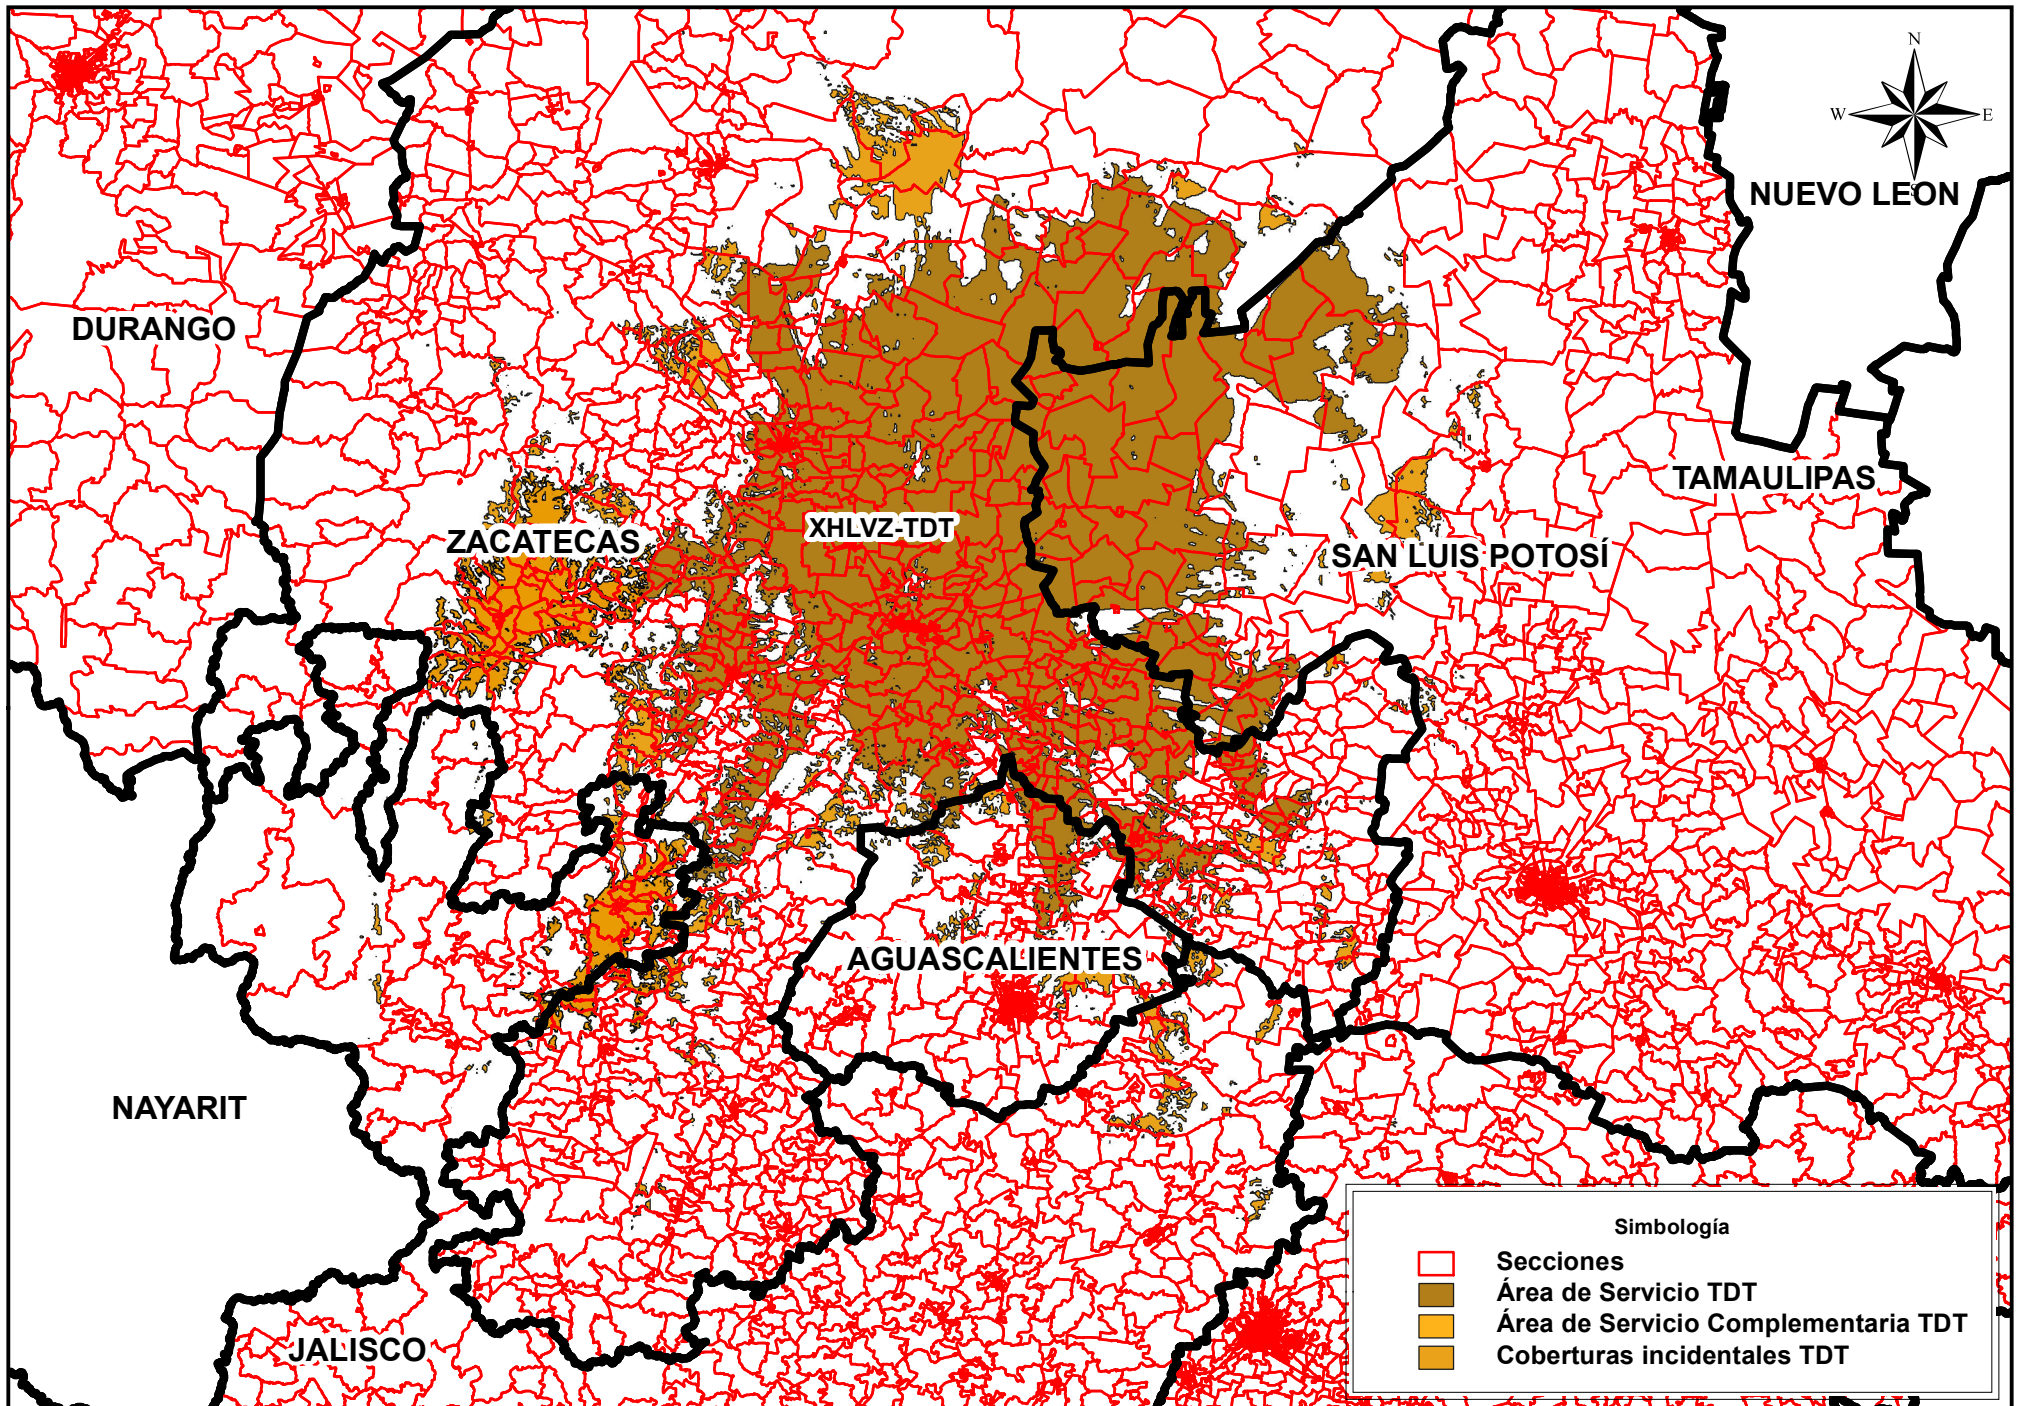 N
W
E
S
NUEVO LEON
DURANGO
TAMAULIPAS
XHLVZ-TDT
ZACATECAS
SAN LUIS POTOSÍ
AGUASCALIENTES
NAYARIT
JALISCO
Simbología
Secciones
Área de Servicio TDT
Área de Servicio Complementaria TDT
Coberturas incidentales TDT